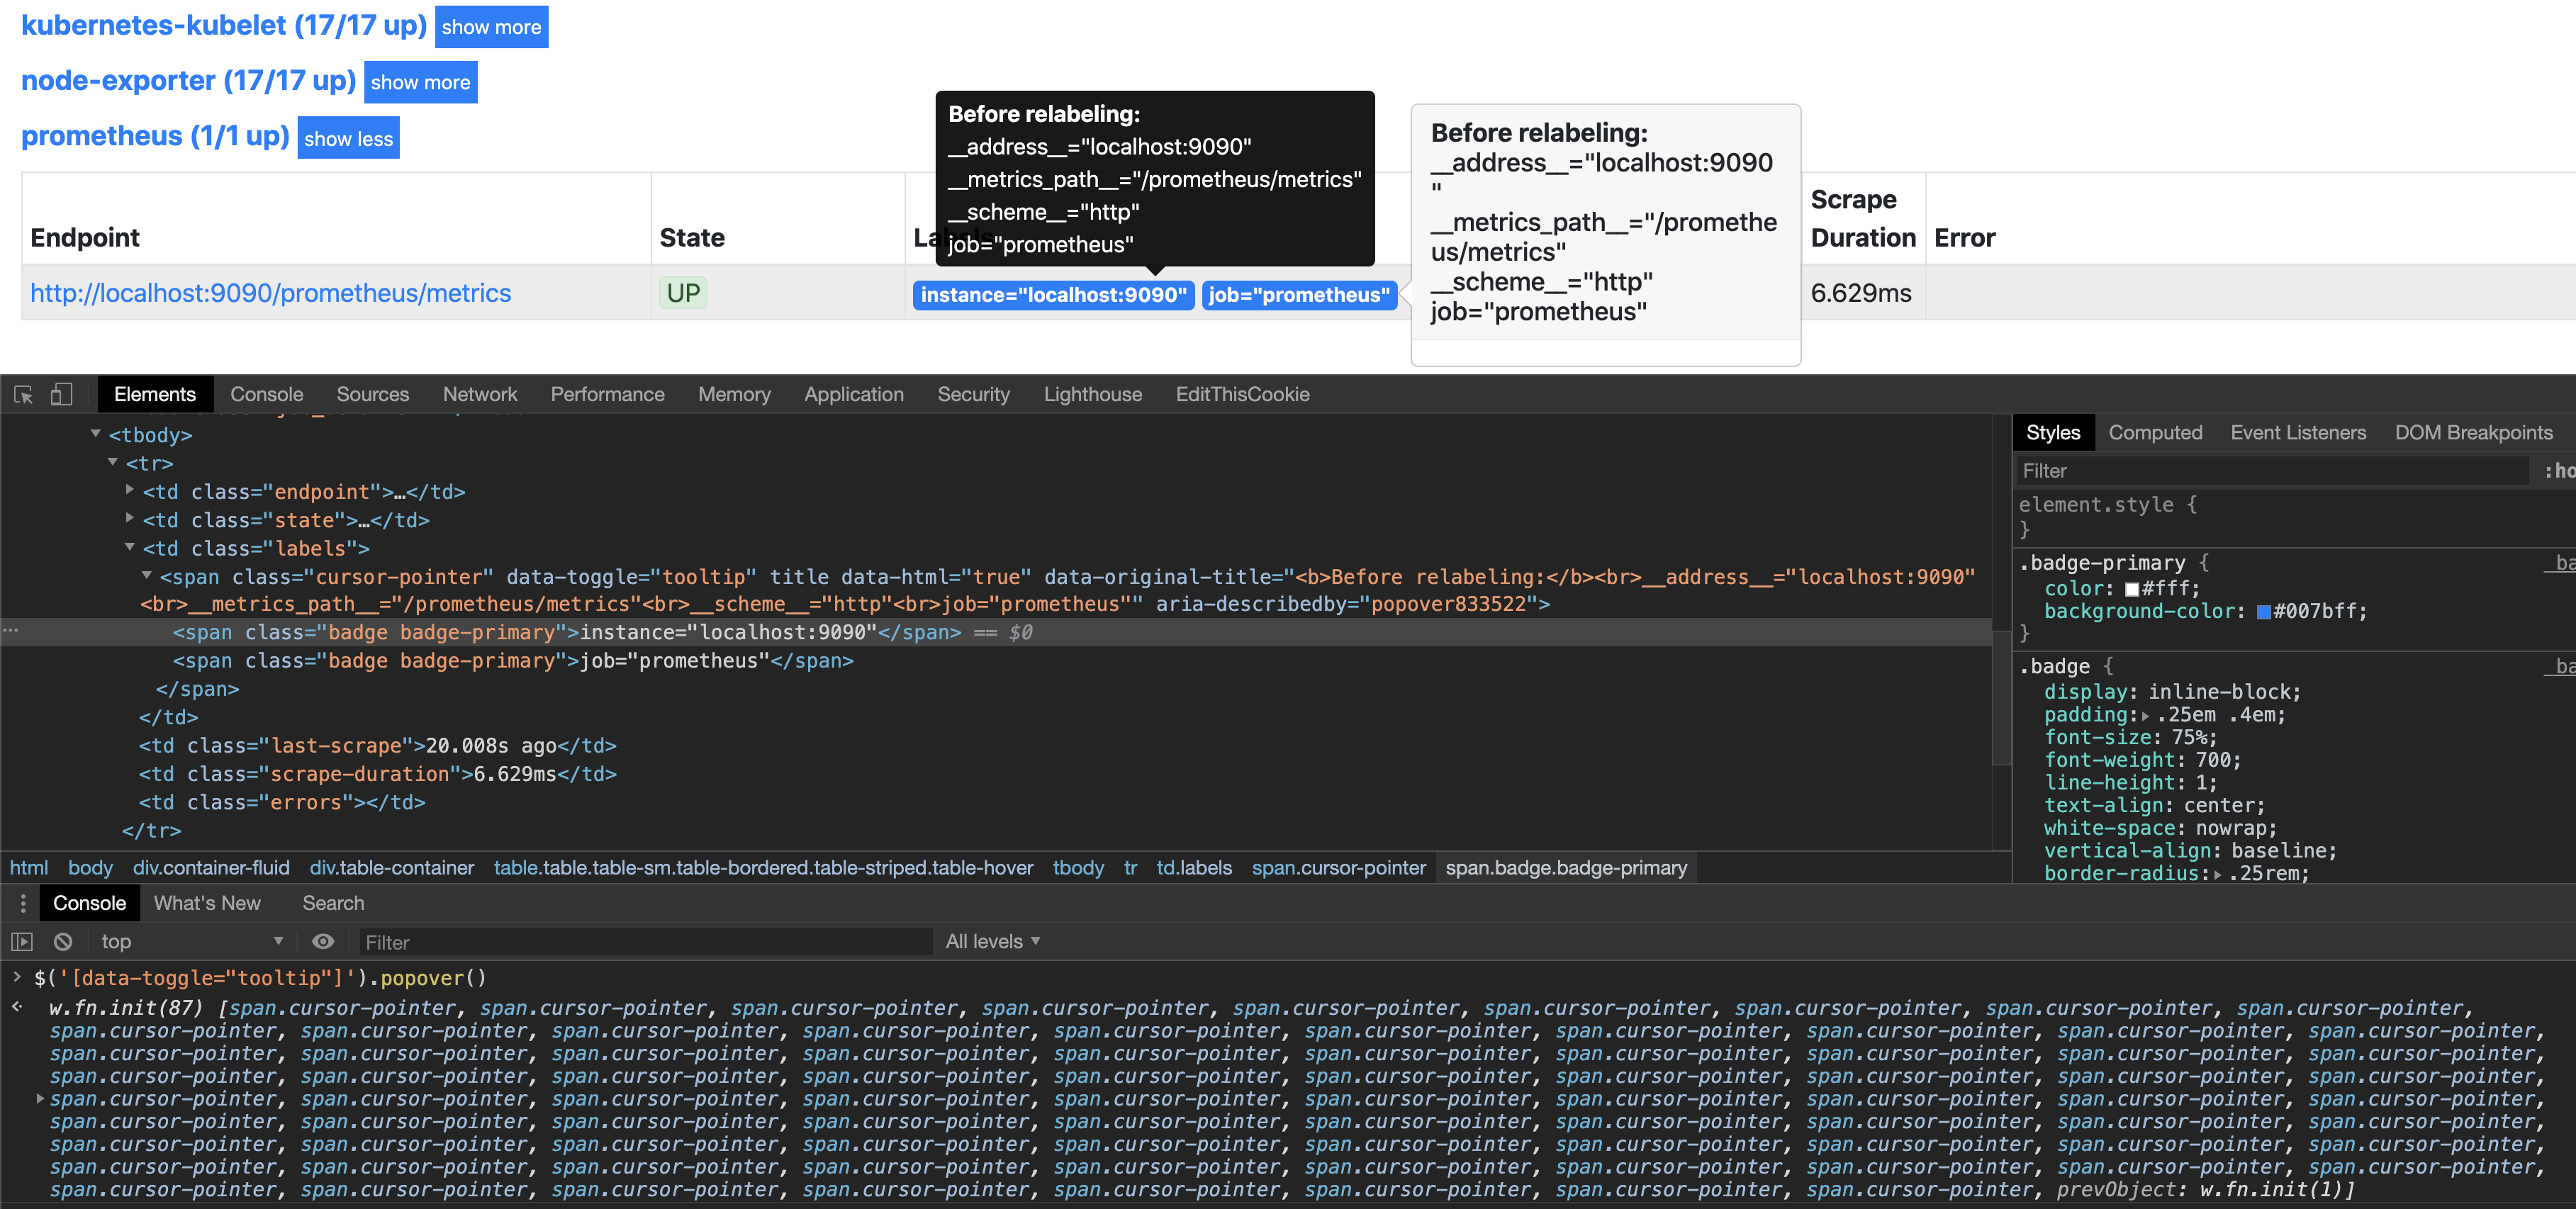 kubernetes-kubelet (17/17 up) show more
node-exporter (17/17 up) show more
prometheus (1/1 up) show less
Before relabeling:
__address__="localhost:9090"
__metrics_path__="/prometheus/metrics"
__scheme__="http"
job="prometheus"
Before relabeling:
__address__="localhost:9090
"
__metrics_path__="/promethe
us/metrics"
__scheme__="http"
job="prometheus"
Endpoint State Labels Scrape Duration Error
http://localhost:9090/prometheus/metrics UP instance="localhost:9090" job="prometheus" 6.629ms
Elements Console Sources Network Performance Memory Application Security Lighthouse EditThisCookie
<tbody>
<tr>
<td class="endpoint">…</td>
<td class="state">…</td>
<td class="labels">
<span class="cursor-pointer" data-toggle="tooltip" title data-html="true" data-original-title="<b>Before relabeling:</b><br>__address__="localhost:9090"
<br>__metrics_path__="/prometheus/metrics"<br>__scheme__="http"<br>job="prometheus"" aria-describedby="popover833522">
<span class="badge badge-primary">instance="localhost:9090"</span> == $0
<span class="badge badge-primary">job="prometheus"</span>
</span>
</td>
<td class="last-scrape">20.008s ago</td>
<td class="scrape-duration">6.629ms</td>
<td class="errors"></td>
</tr>
html body div.container-fluid div.table-container table.table.table-sm.table-bordered.table-striped.table-hover tbody tr td.labels span.cursor-pointer span.badge.badge-primary
Styles Computed Event Listeners DOM Breakpoints
Filter :ho
element.style {
}
.badge-primary { _ba
color: #fff;
background-color: #007bff;
}
.badge { _ba
display: inline-block;
padding: .25em .4em;
font-size: 75%;
font-weight: 700;
line-height: 1;
text-align: center;
white-space: nowrap;
vertical-align: baseline;
border-radius: .25rem;
Console What's New Search
top Filter All levels
> $('[data-toggle="tooltip"]').popover()
w.fn.init(87) [span.cursor-pointer, span.cursor-pointer, span.cursor-pointer, span.cursor-pointer, span.cursor-pointer, span.cursor-pointer, span.cursor-pointer, span.cursor-pointer, span.cursor-pointer,
span.cursor-pointer, span.cursor-pointer, span.cursor-pointer, span.cursor-pointer, span.cursor-pointer, span.cursor-pointer, span.cursor-pointer, span.cursor-pointer, span.cursor-pointer, span.cursor-pointer,
span.cursor-pointer, span.cursor-pointer, span.cursor-pointer, span.cursor-pointer, span.cursor-pointer, span.cursor-pointer, span.cursor-pointer, span.cursor-pointer, span.cursor-pointer, span.cursor-pointer,
span.cursor-pointer, span.cursor-pointer, span.cursor-pointer, span.cursor-pointer, span.cursor-pointer, span.cursor-pointer, span.cursor-pointer, span.cursor-pointer, span.cursor-pointer, span.cursor-pointer,
span.cursor-pointer, span.cursor-pointer, span.cursor-pointer, span.cursor-pointer, span.cursor-pointer, span.cursor-pointer, span.cursor-pointer, span.cursor-pointer, span.cursor-pointer, span.cursor-pointer,
span.cursor-pointer, span.cursor-pointer, span.cursor-pointer, span.cursor-pointer, span.cursor-pointer, span.cursor-pointer, span.cursor-pointer, span.cursor-pointer, span.cursor-pointer, span.cursor-pointer,
span.cursor-pointer, span.cursor-pointer, span.cursor-pointer, span.cursor-pointer, span.cursor-pointer, span.cursor-pointer, span.cursor-pointer, span.cursor-pointer, span.cursor-pointer, span.cursor-pointer,
span.cursor-pointer, span.cursor-pointer, span.cursor-pointer, span.cursor-pointer, span.cursor-pointer, span.cursor-pointer, span.cursor-pointer, span.cursor-pointer, span.cursor-pointer, span.cursor-pointer,
span.cursor-pointer, span.cursor-pointer, span.cursor-pointer, span.cursor-pointer, span.cursor-pointer, span.cursor-pointer, span.cursor-pointer, span.cursor-pointer, prevObject: w.fn.init(1)]